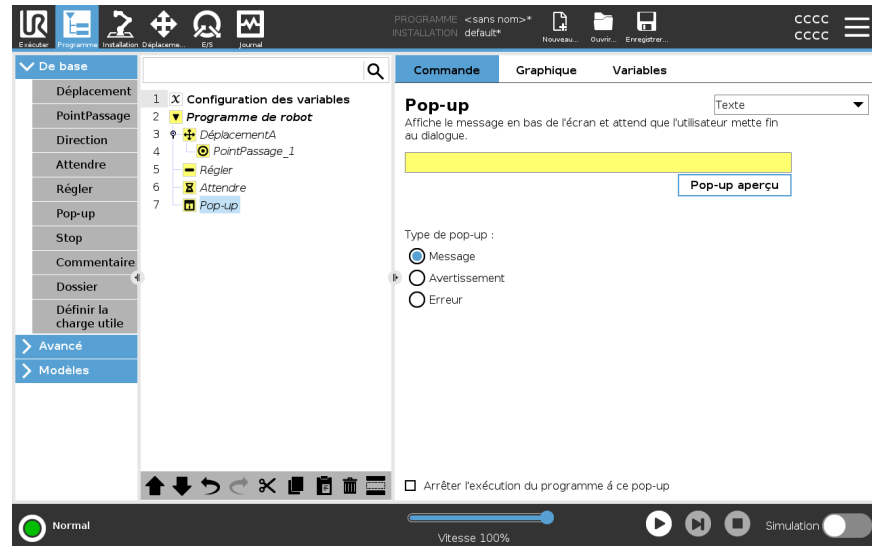 UR
PROGRAMME <sans nom>*
INSTALLATION default*
CCCC
CCCC
Exécuter Programme Installation Déplaceme... E/S Journal
Nouveau... Ouvrir... Enregistrer...
De base
Déplacement
PointPassage
Direction
Attendre
Régler
Pop-up
Stop
Commentaire
Dossier
Définir la
charge utile
Avancé
Modèles
1 X Configuration des variables
2 Programme de robot
3 DéplacementA
4 PointPassage_1
5 Régler
6 Attendre
7 Pop-up
Commande Graphique Variables
Pop-up
Texte
Affiche le message en bas de l'écran et attend que l'utilisateur mette fin
au dialogue.
Pop-up aperçu
Type de pop-up :
Message
Avertissement
Erreur
Arrêter l'exécution du programme á ce pop-up
Normal
Vitesse 100%
Simulation